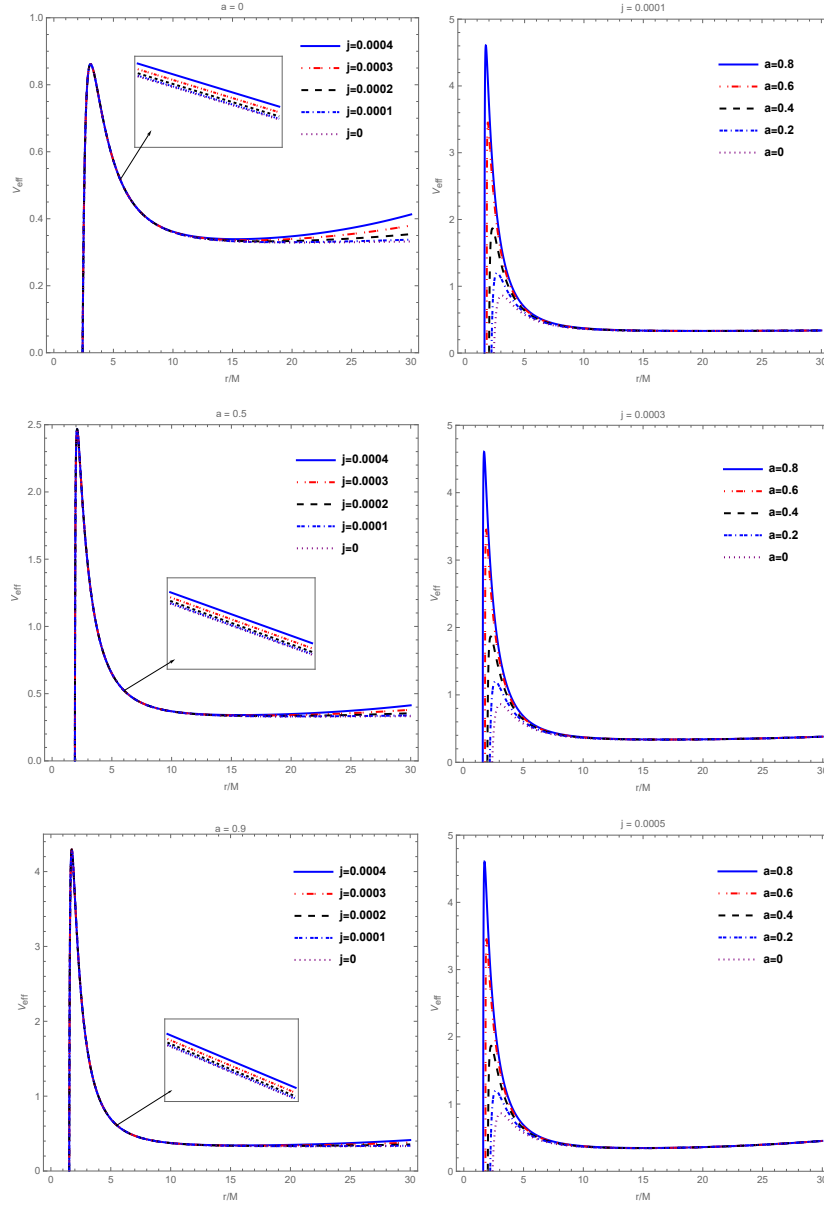 a = 0
1.0
0.8
0.6
0.4
0.2
0.0
V_eff
j=0.0004
j=0.0003
j=0.0002
j=0.0001
j=0
0 5 10 15 20 25 30
r/M
j = 0.0001
5
4
3
2
1
0
V_eff
a=0.8
a=0.6
a=0.4
a=0.2
a=0
0 5 10 15 20 25 30
r/M
a = 0.5
2.5
2.0
1.5
1.0
0.5
0.0
V_eff
j=0.0004
j=0.0003
j=0.0002
j=0.0001
j=0
0 5 10 15 20 25 30
r/M
j = 0.0003
5
4
3
2
1
0
V_eff
a=0.8
a=0.6
a=0.4
a=0.2
a=0
0 5 10 15 20 25 30
r/M
a = 0.9
4
3
2
1
0
V_eff
j=0.0004
j=0.0003
j=0.0002
j=0.0001
j=0
0 5 10 15 20 25 30
r/M
j = 0.0005
5
4
3
2
1
0
V_eff
a=0.8
a=0.6
a=0.4
a=0.2
a=0
0 5 10 15 20 25 30
r/M